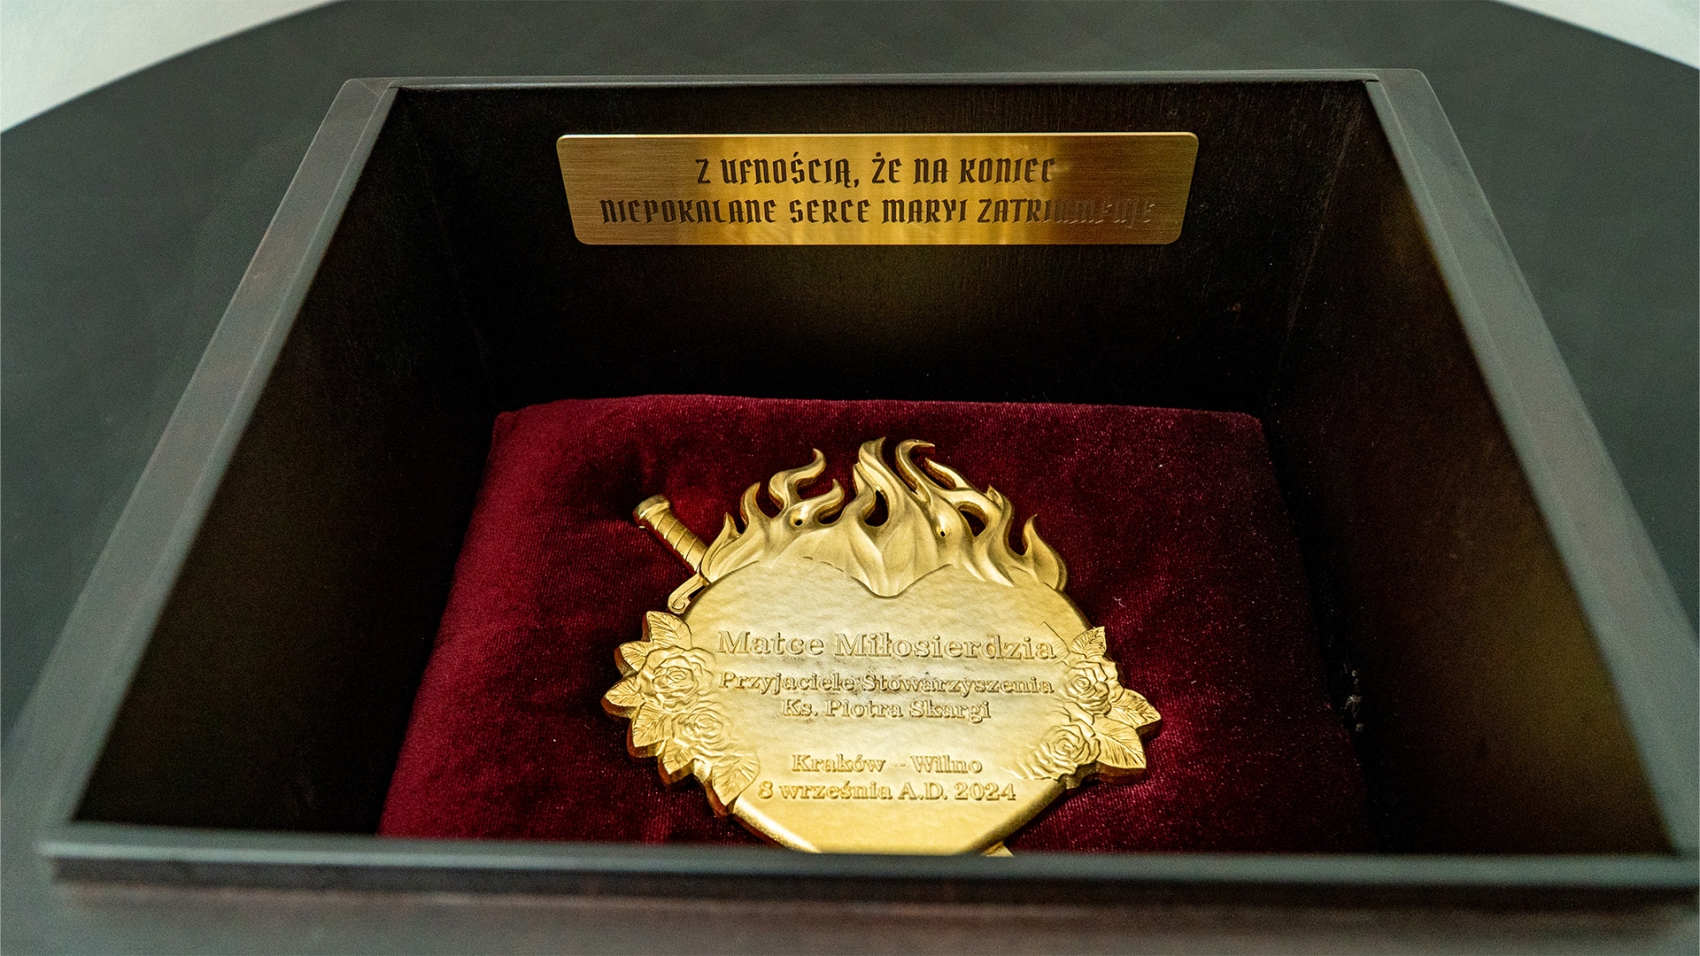 Z UFNOŚCIĄ, ŻE NA KONIEC
NIEPOKALANE SERCE MARYI ZATRIUMFUJE
Matce Miłosierdzia
Przyjaciele Stowarzyszenia
Ks. Piotra Skargi
Kraków - Wilno
8 września A.D. 2024